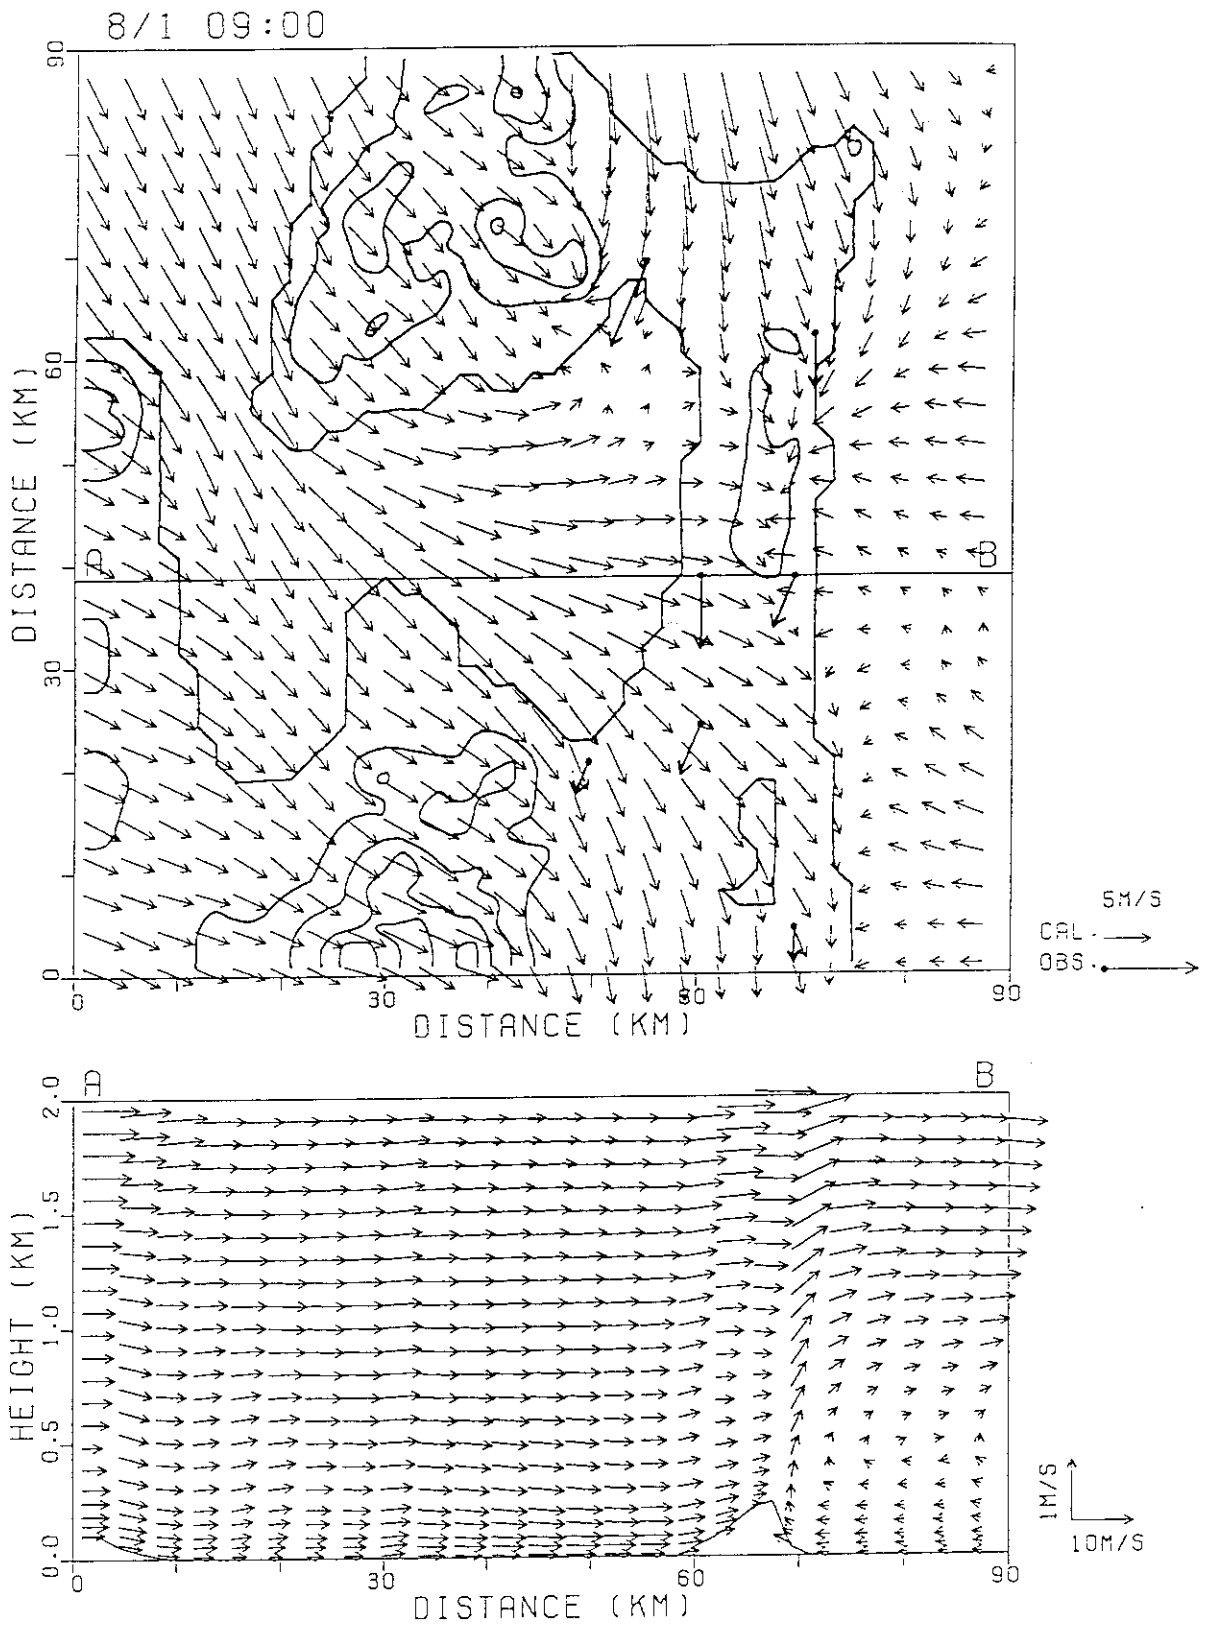 8/1 09:00
90
60
30
0
DISTANCE (KM)
A
B
0
30
60
90
DISTANCE (KM)
5M/S
CAL.
OBS.
A
B
2.0
1.5
1.0
0.5
0.0
HEIGHT (KM)
0
30
60
90
DISTANCE (KM)
1M/S
10M/S